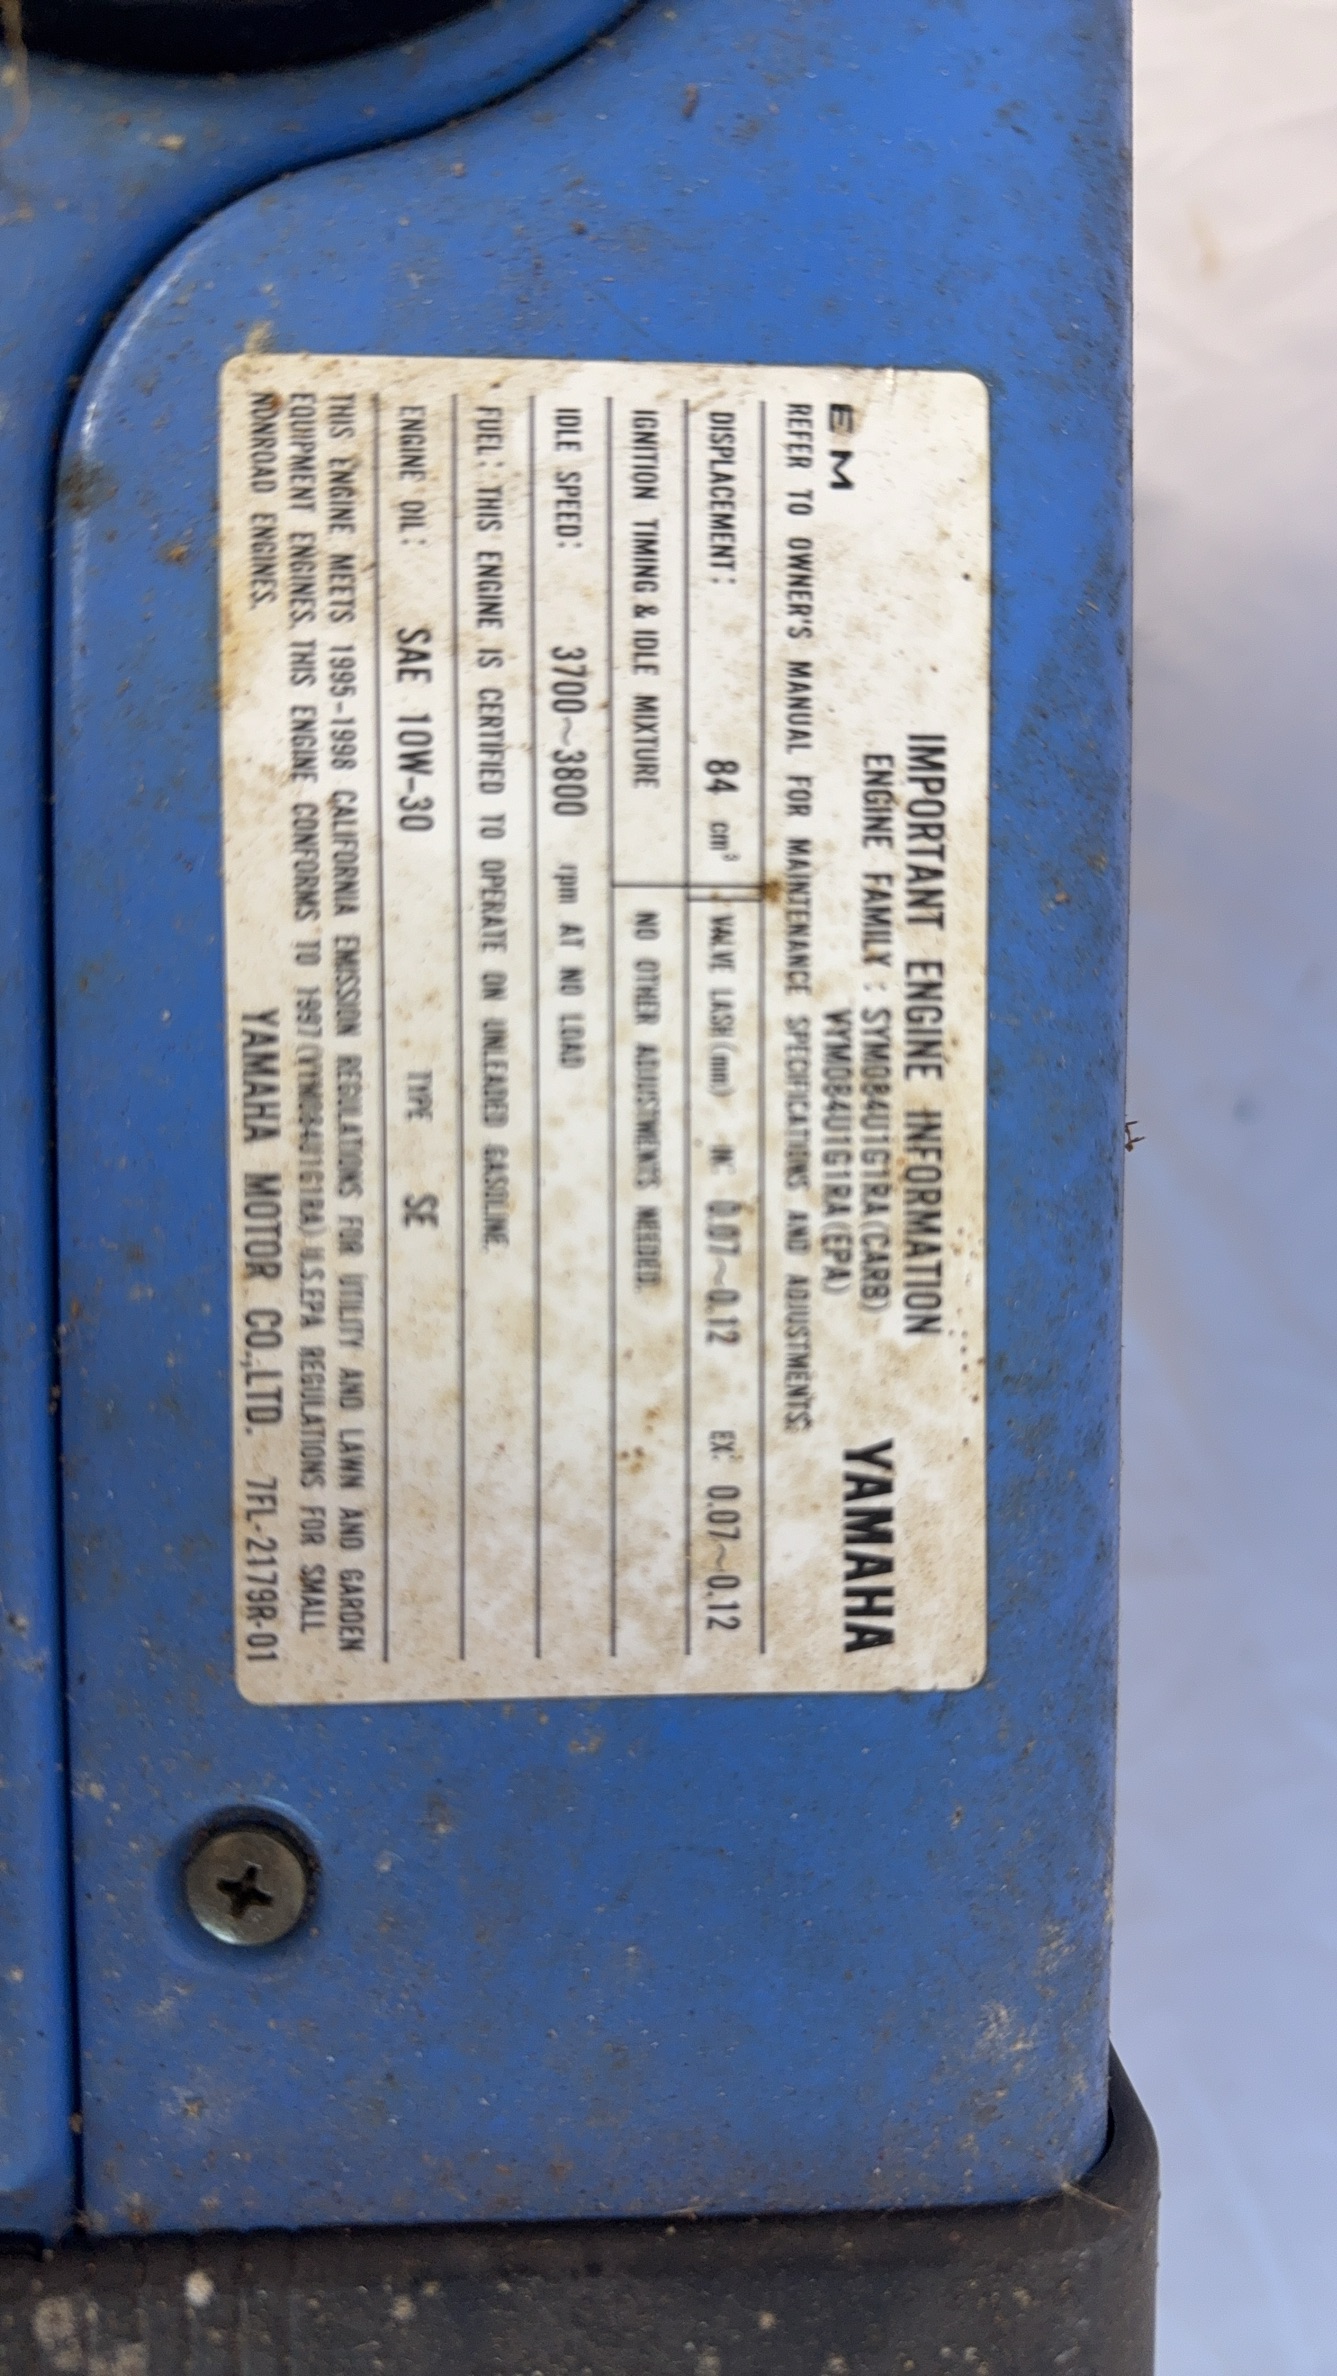 IMPORTANT ENGINE INFORMATION
ENGINE FAMILY : SYM084U1G1RA(CARB)
EM VYM084U1G1RA(EPA) YAMAHA
REFER TO OWNER'S MANUAL FOR MAINTENANCE SPECIFICATIONS AND ADJUSTMENTS.
DISPLACEMENT: 84 cm³ VALVE LASH(mm) IN: 0.07~0.12 EX: 0.07~0.12
IGNITION TIMING & IDLE MIXTURE NO OTHER ADJUSTMENTS NEEDED.
IDLE SPEED: 3700~3800 rpm AT NO LOAD
FUEL: THIS ENGINE IS CERTIFIED TO OPERATE ON UNLEADED GASOLINE.
ENGINE OIL: SAE 10W-30 TYPE SE
THIS ENGINE MEETS 1995-1998 CALIFORNIA EMISSION REGULATIONS FOR UTILITY AND LAWN AND GARDEN
EQUIPMENT ENGINES. THIS ENGINE CONFORMS TO 1997(VYM084U1G1RA) U.S.EPA REGULATIONS FOR SMALL
NONROAD ENGINES.
YAMAHA MOTOR CO.,LTD. 7FL-2179R-01